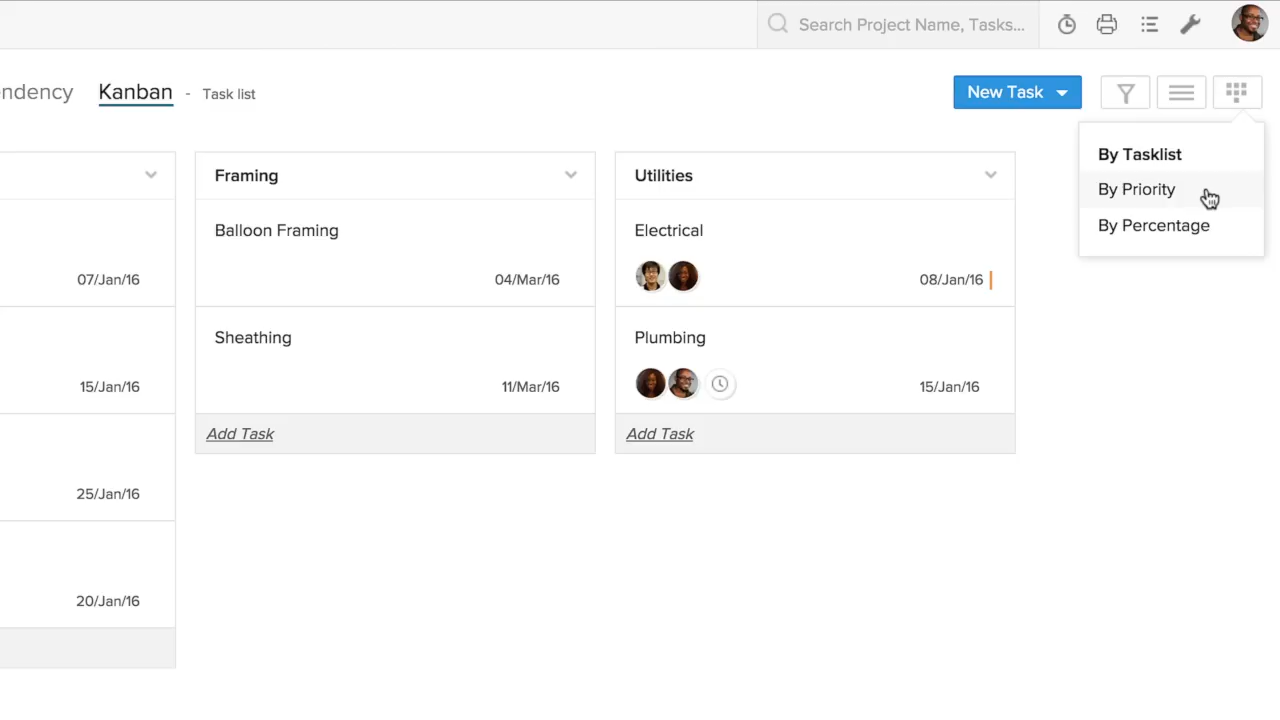 Search Project Name, Tasks...
ndency Kanban - Task list
New Task
By Tasklist
By Priority
By Percentage
07/Jan/16
15/Jan/16
25/Jan/16
20/Jan/16
Framing
Balloon Framing
04/Mar/16
Sheathing
11/Mar/16
Add Task
Utilities
Electrical
08/Jan/16
Plumbing
15/Jan/16
Add Task